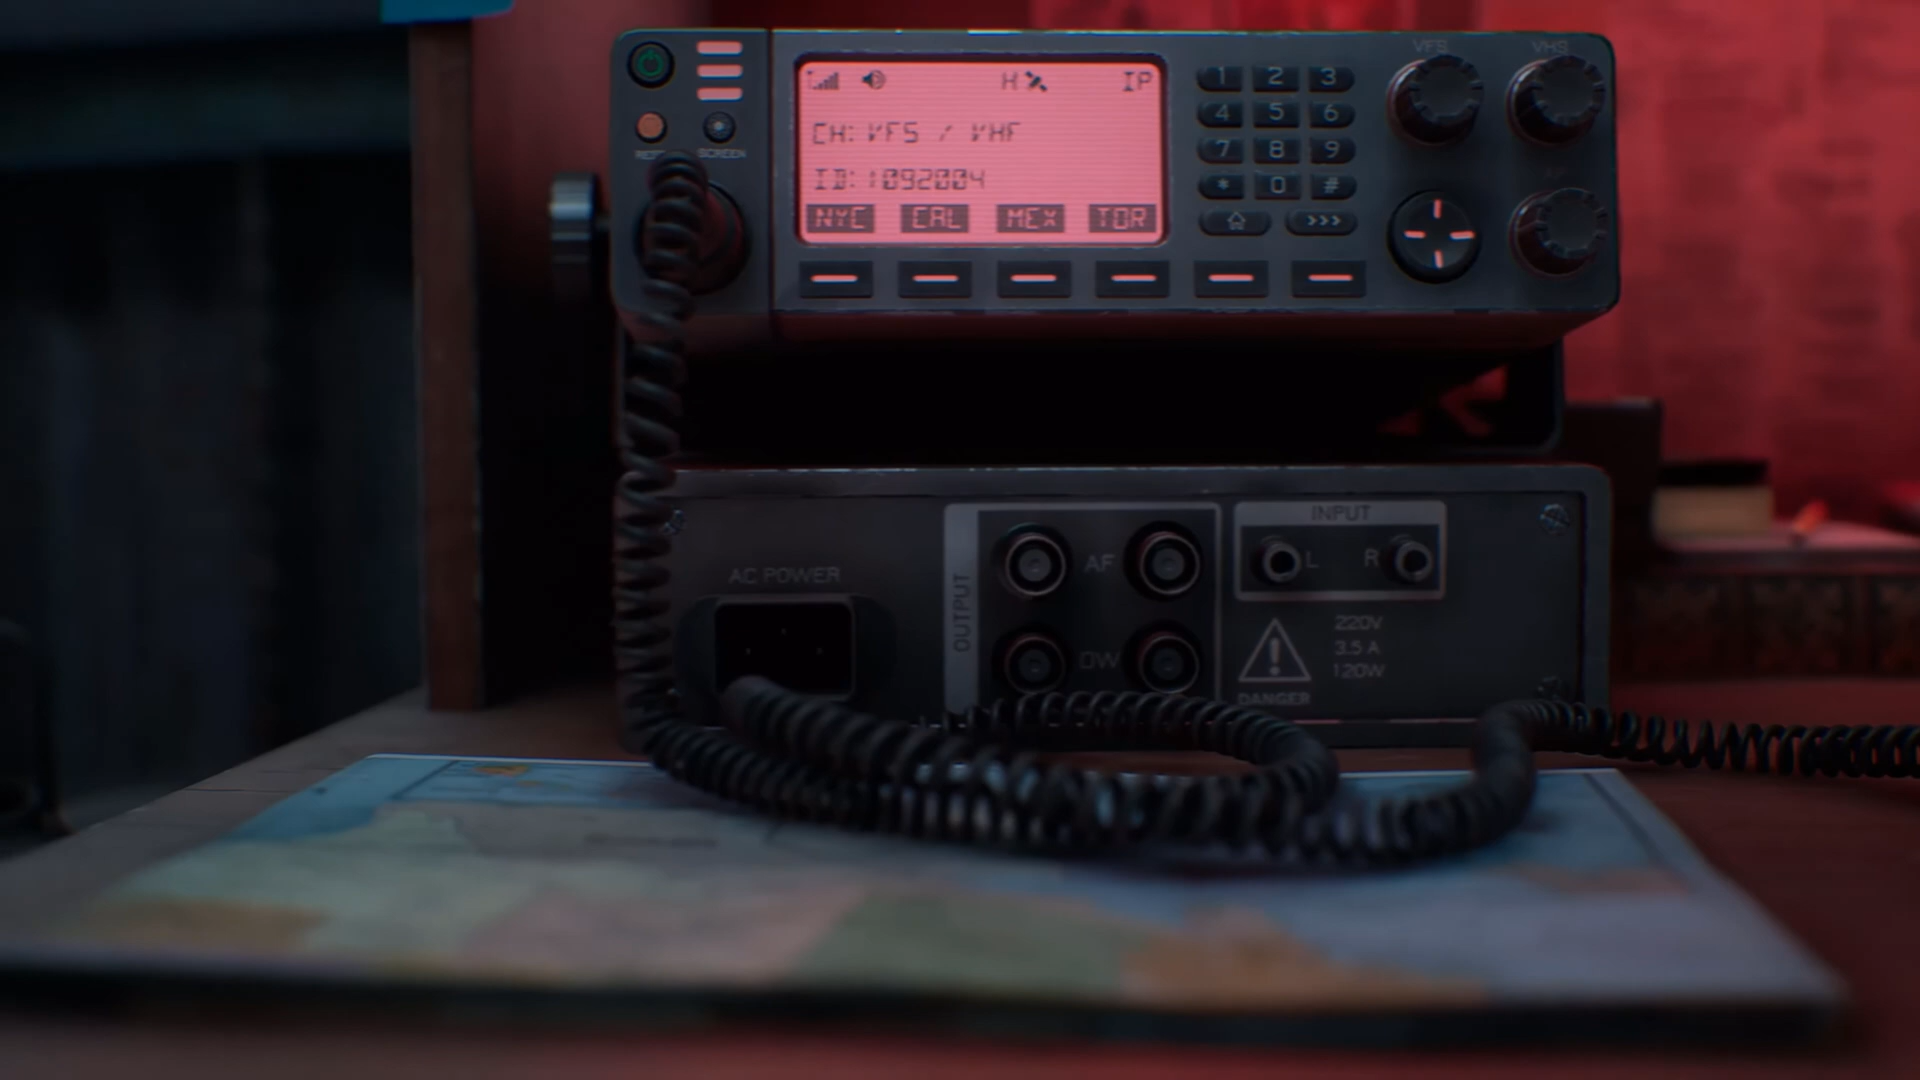 VFS
VHS
H
IP
CH: VFS / VHF
ID: 1092004
NYC
CAL
MEX
TOR
SCREEN
1 2 3
4 5 6
7 8 9
* 0 #
>>>
AC POWER
OUTPUT
AF
INPUT
L R
220V
3.5 A
120W
DANGER